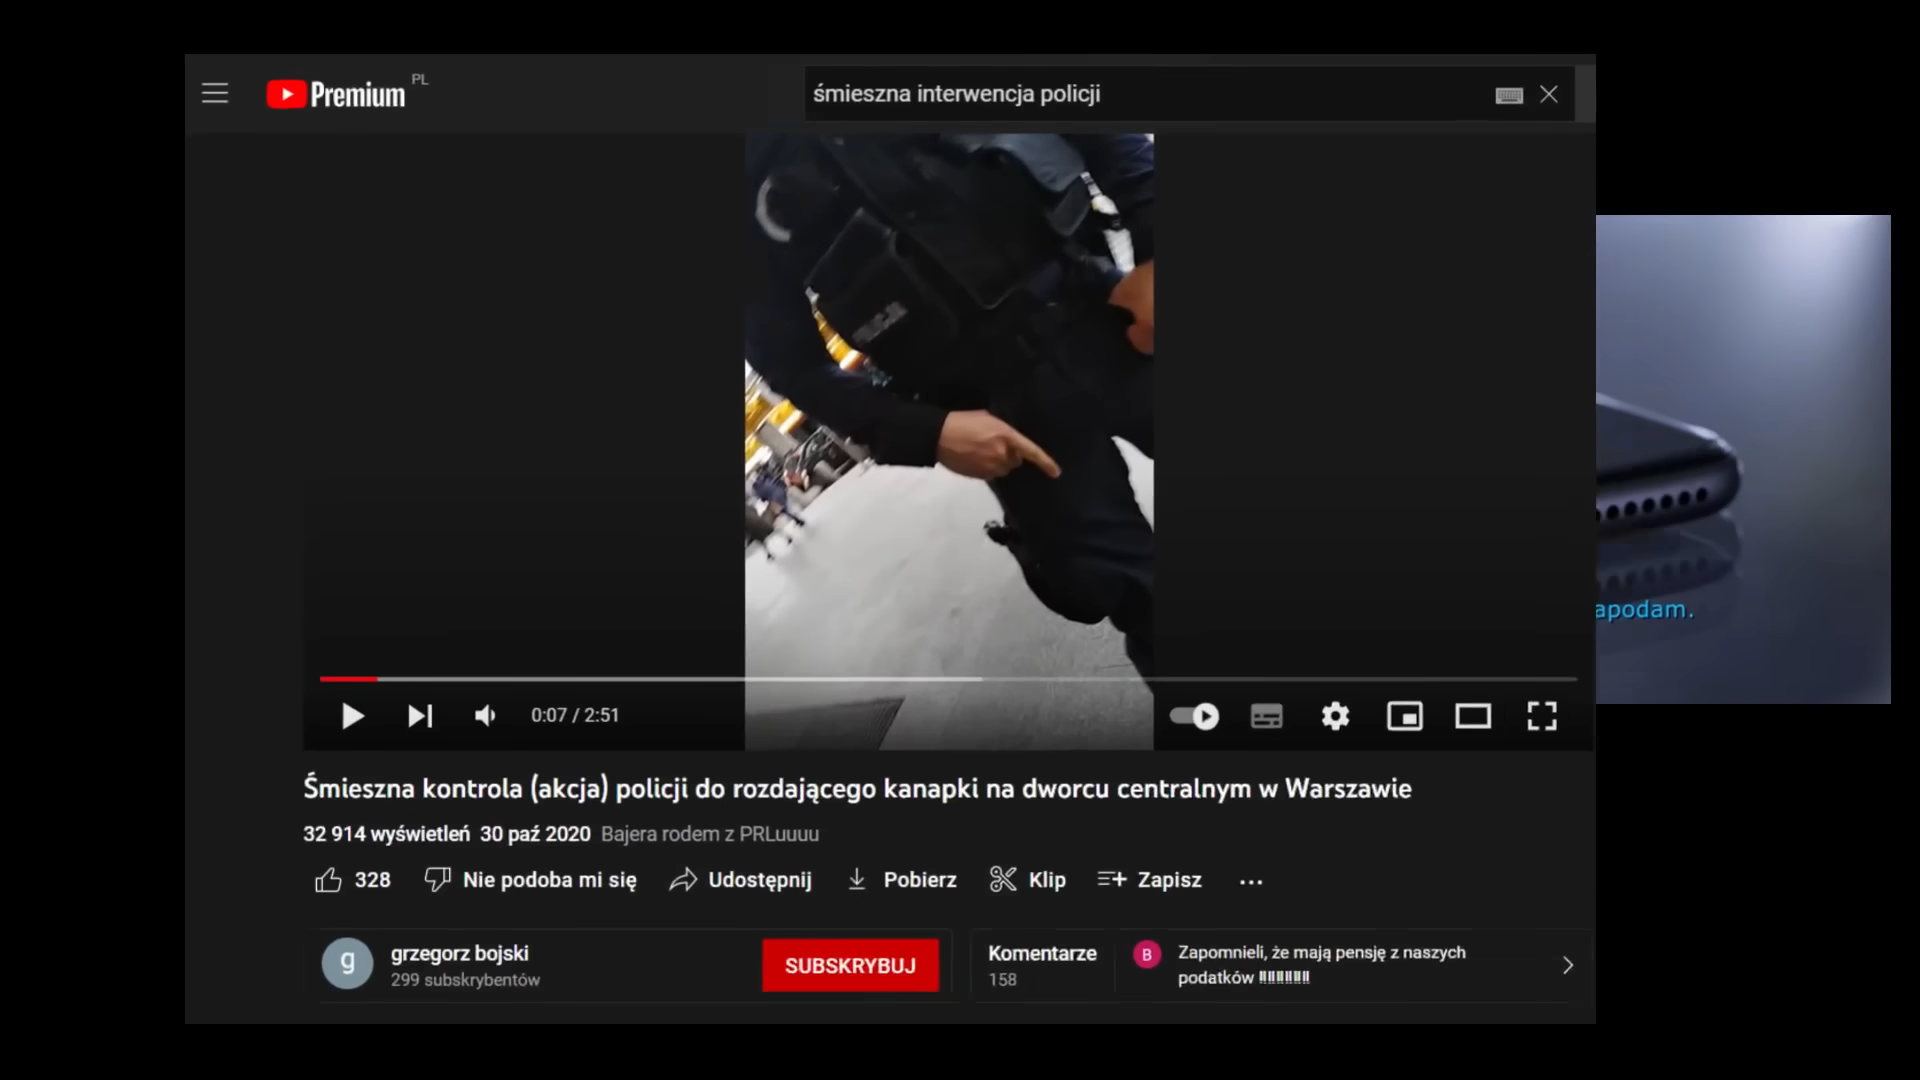 Premium PL
śmieszna interwencja policji
0:07 / 2:51
apodam.
Śmieszna kontrola (akcja) policji do rozdającego kanapki na dworcu centralnym w Warszawie
32 914 wyświetleń 30 paź 2020 Bajera rodem z PRLuuuu
328 Nie podoba mi się Udostępnij Pobierz Klip Zapisz ...
g grzegorz bojski
299 subskrybentów
SUBSKRYBUJ
Komentarze
158
B Zapomnieli, że mają pensję z naszych
podatków